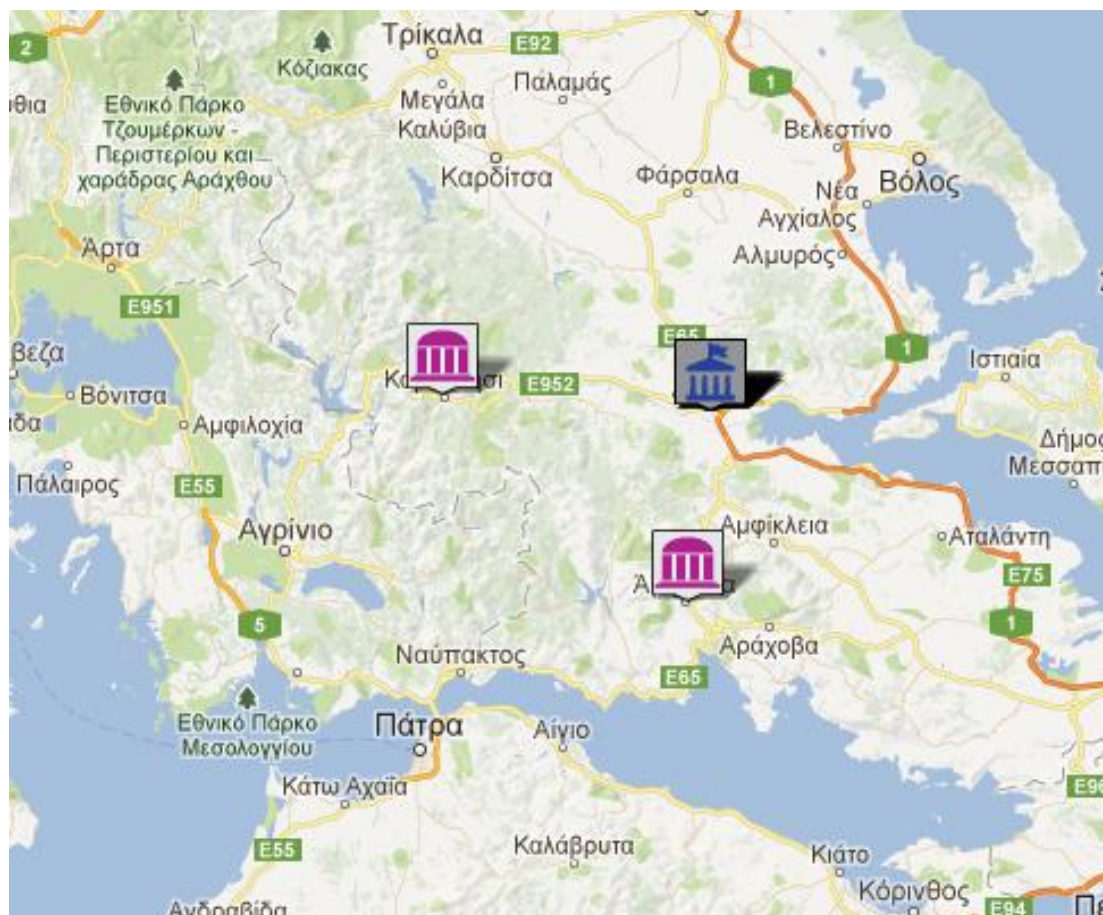 2
Τρίκαλα
E92
Κόζιακας
Παλαμάς
1
Εθνικό Πάρκο
Τζουμέρκων -
Περιστερίου και
χαράδρας Αράχθου
Μεγάλα
Καλύβια
Βελεστίνο
Καρδίτσα
Φάρσαλα
Νέα
Αγχίαλος
Βόλος
Άρτα
Αλμυρός
E951
E65
1
Ιστιαία
Βόνιτσα
E952
Αμφιλοχία
Δήμος
Πάλαιρος
E55
Αγρίνιο
Αμφίκλεια
Αταλάντη
E75
5
1
Αράχοβα
Ναύπακτος
E65
Εθνικό Πάρκο
Μεσολογγίου
Πάτρα
Αίγιο
Κάτω Αχαΐα
E55
Καλάβρυτα
Κιάτο
Κόρινθος
E94